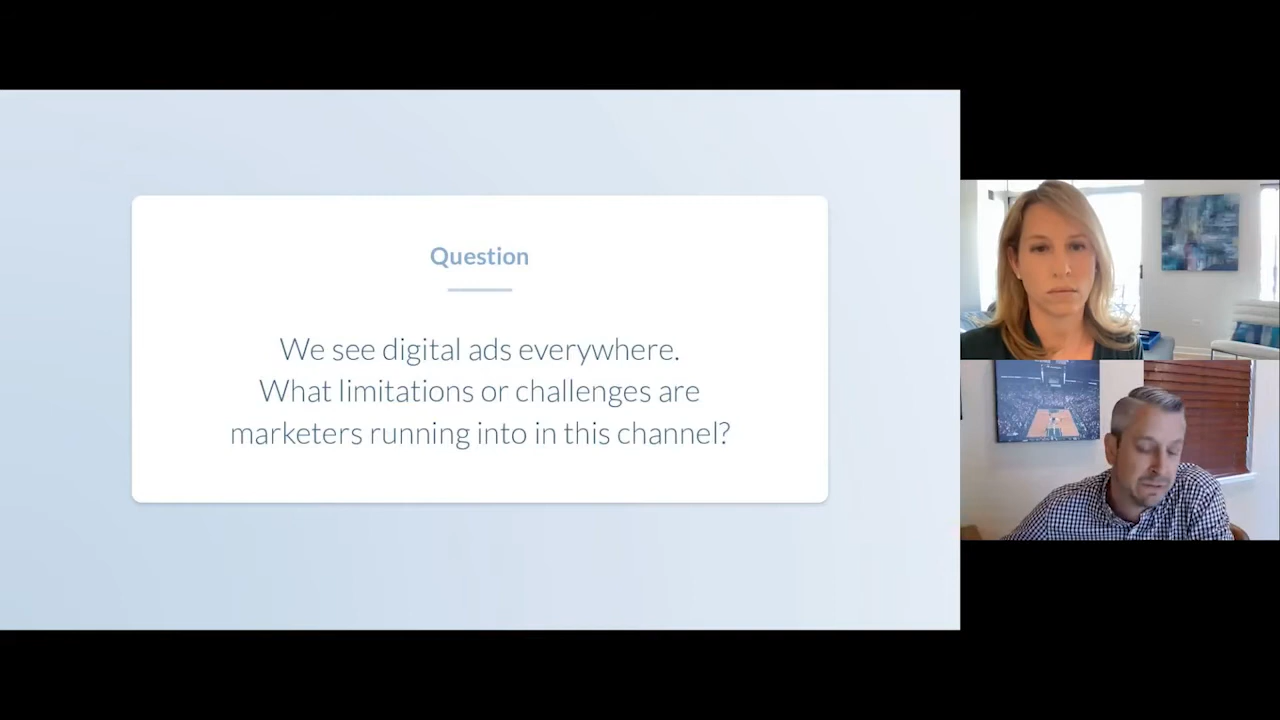 Question
We see digital ads everywhere.
What limitations or challenges are
marketers running into in this channel?